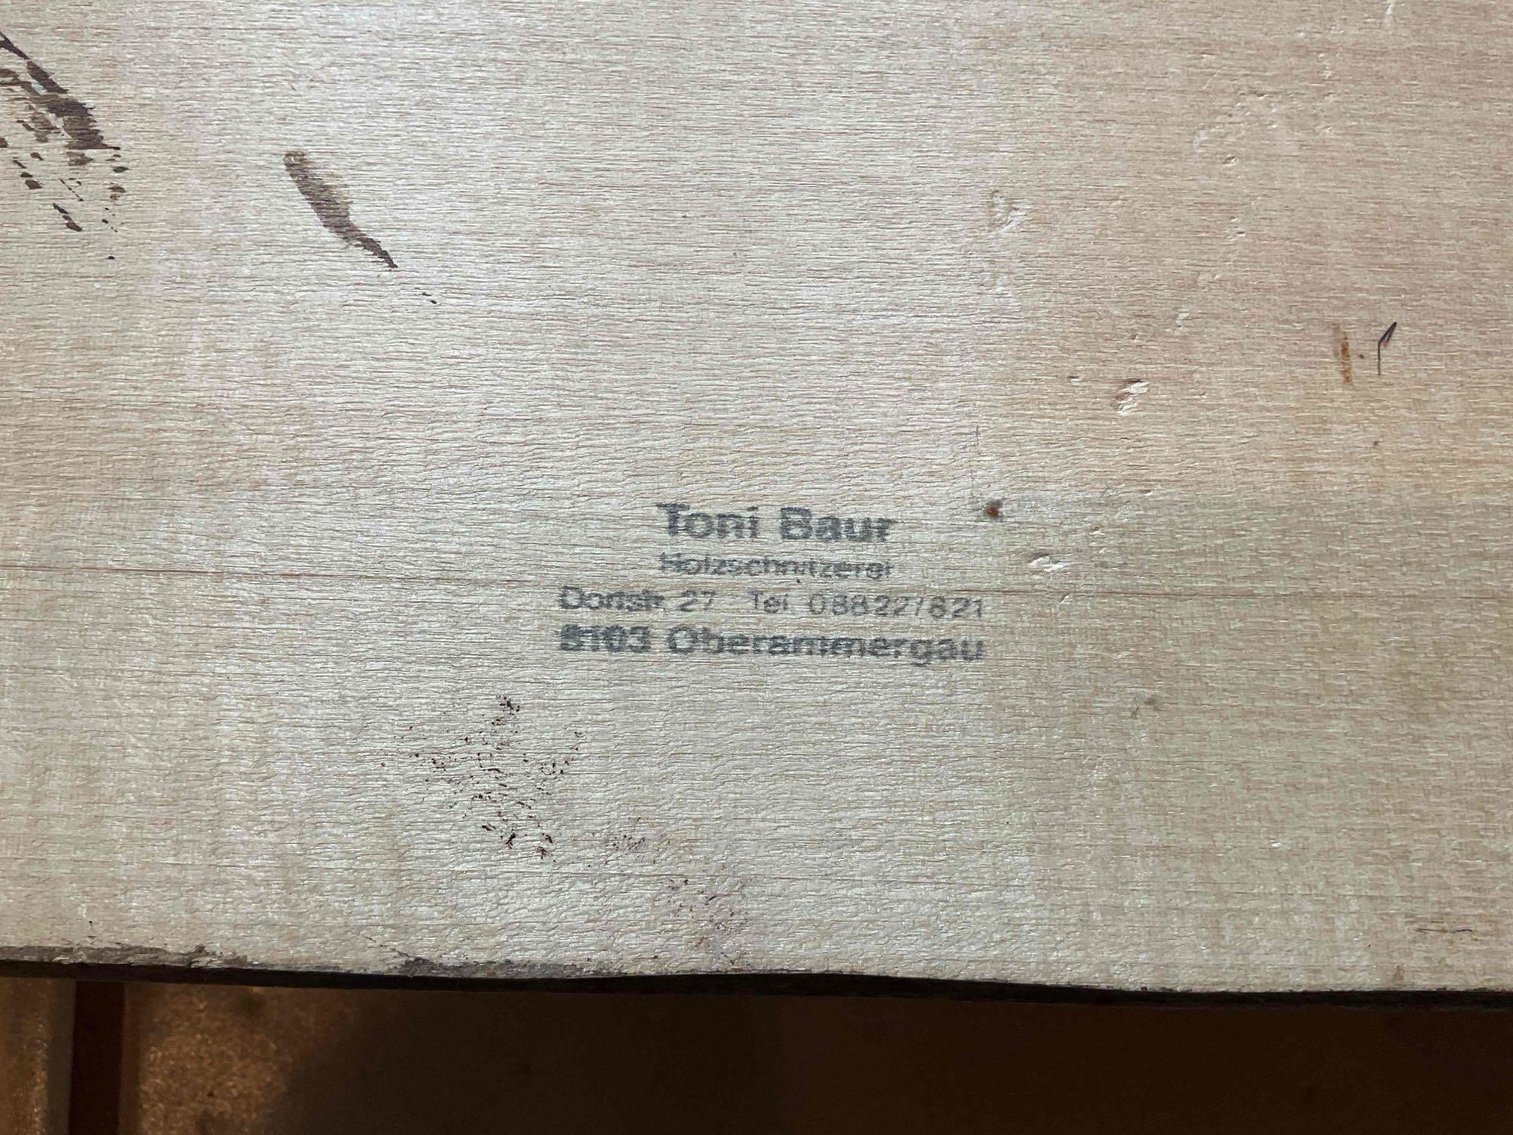 Toni Baur
Holzschnitzerei
Dorfstr. 27 Tel 08822/821
8103 Oberammergau